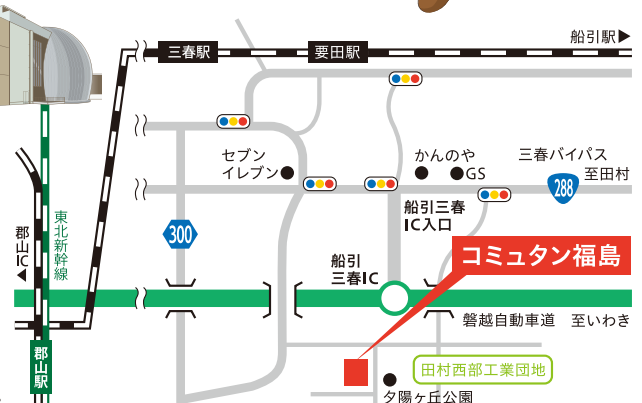 船引駅▶
三春駅
要田駅
セブン
イレブン
かんのや
GS
三春バイパス
288
至田村
船引三春
IC入口
300
東北新幹線
郡山IC
船引
三春IC
コミュタン福島
磐越自動車道 至いわき
郡山駅
田村西部工業団地
夕陽ヶ丘公園